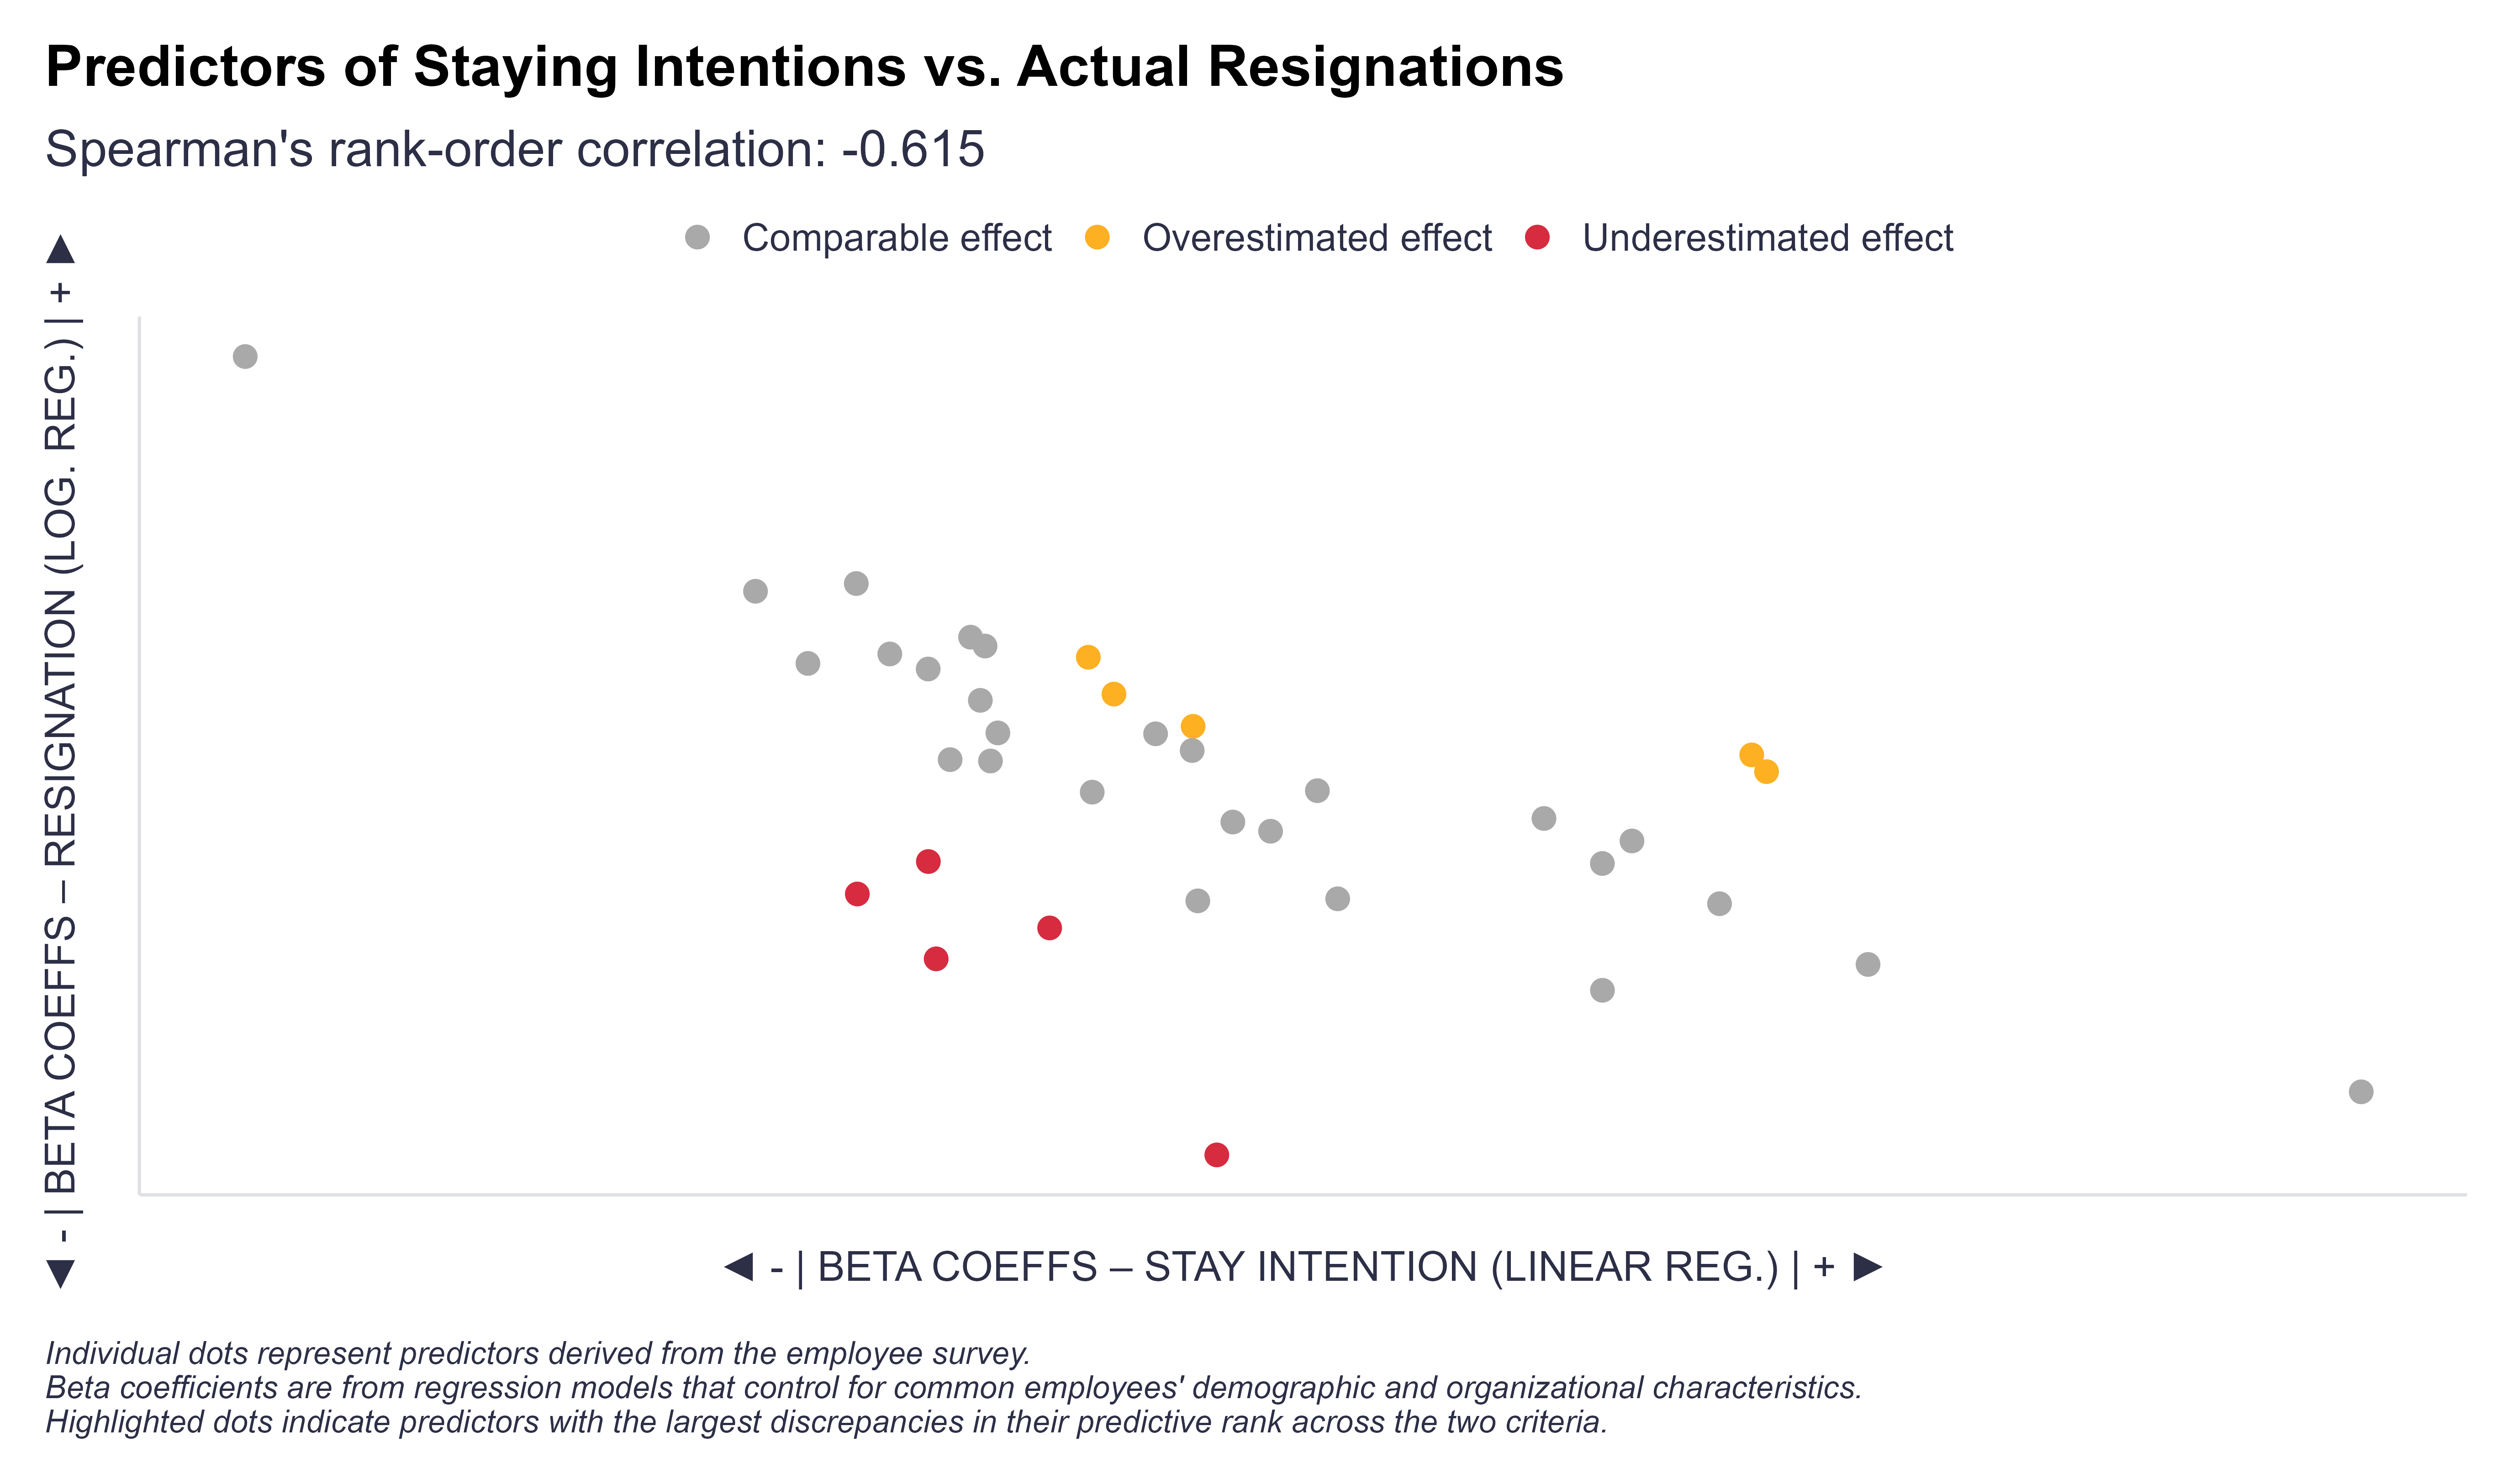 Predictors of Staying Intentions vs. Actual Resignations
Spearman's rank-order correlation: -0.615
Comparable effect
Overestimated effect
Underestimated effect
◀ - | BETA COEFFS – RESIGNATION (LOG. REG.) | + ▶
◀ - | BETA COEFFS – STAY INTENTION (LINEAR REG.) | + ▶
Individual dots represent predictors derived from the employee survey.
Beta coefficients are from regression models that control for common employees' demographic and organizational characteristics.
Highlighted dots indicate predictors with the largest discrepancies in their predictive rank across the two criteria.